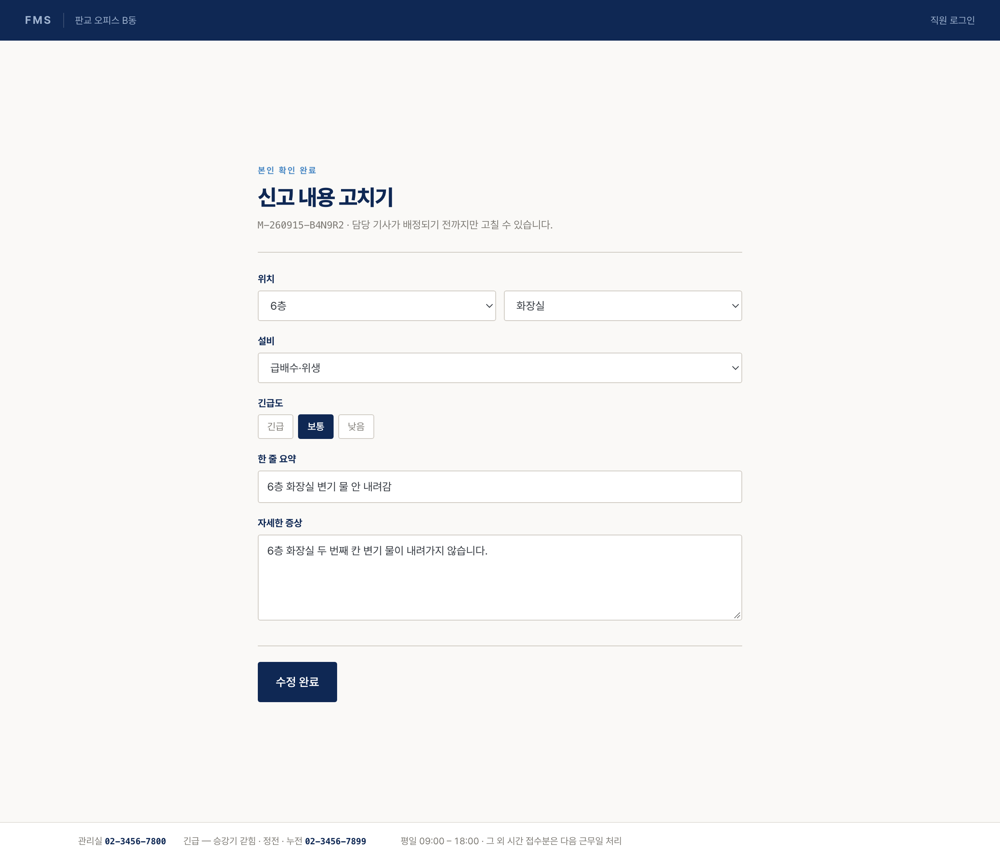 FMS 판교 오피스 B동 직원 로그인
본인 확인 완료
신고 내용 고치기
M-260915-B4N9R2 · 담당 기사가 배정되기 전까지만 고칠 수 있습니다.
위치
6층 화장실
설비
급배수·위생
긴급도
긴급 보통 낮음
한 줄 요약
6층 화장실 변기 물 안 내려감
자세한 증상
6층 화장실 두 번째 칸 변기 물이 내려가지 않습니다.
수정 완료
관리실 02-3456-7800 긴급 — 승강기 갇힘 · 정전 · 누전 02-3456-7899 평일 09:00 – 18:00 · 그 외 시간 접수분은 다음 근무일 처리